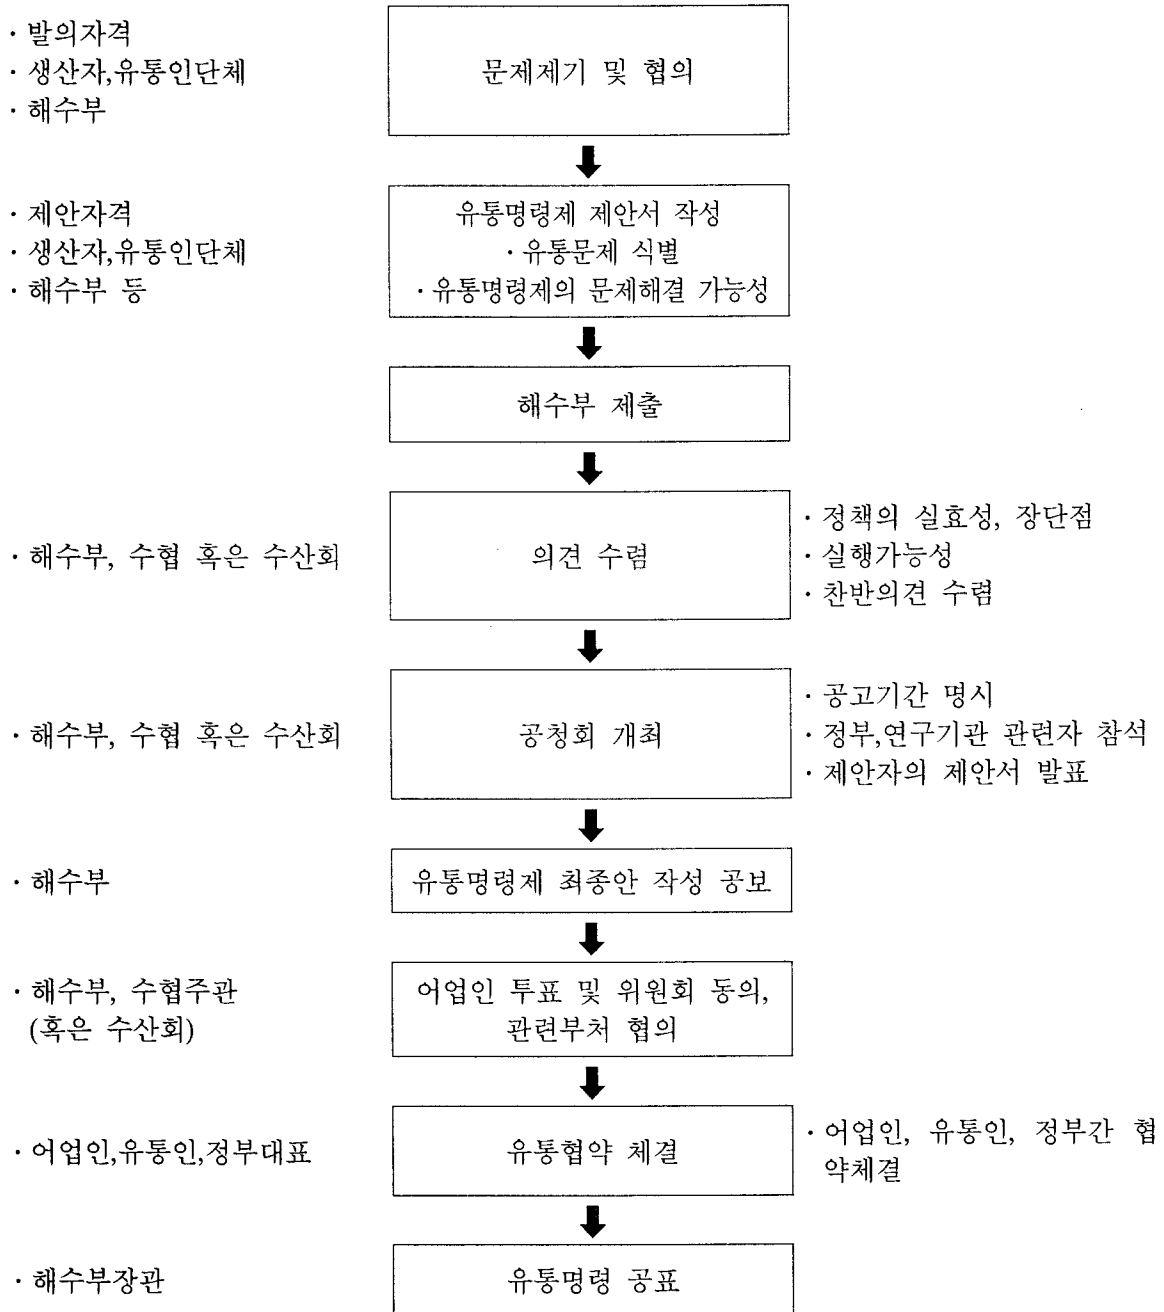 · 발의자격
· 생산자,유통인단체
· 해수부
문제제기 및 협의
· 제안자격
· 생산자,유통인단체
· 해수부 등
유통명령제 제안서 작성
· 유통문제 식별
· 유통명령제의 문제해결 가능성
해수부 제출
· 해수부, 수협 혹은 수산회
의견 수렴
· 정책의 실효성, 장단점
· 실행가능성
· 찬반의견 수렴
· 해수부, 수협 혹은 수산회
공청회 개최
· 공고기간 명시
· 정부,연구기관 관련자 참석
· 제안자의 제안서 발표
· 해수부
유통명령제 최종안 작성 공보
· 해수부, 수협주관
(혹은 수산회)
어업인 투표 및 위원회 동의,
관련부처 협의
· 어업인,유통인,정부대표
유통협약 체결
· 어업인, 유통인, 정부간 협
약체결
· 해수부장관
유통명령 공표